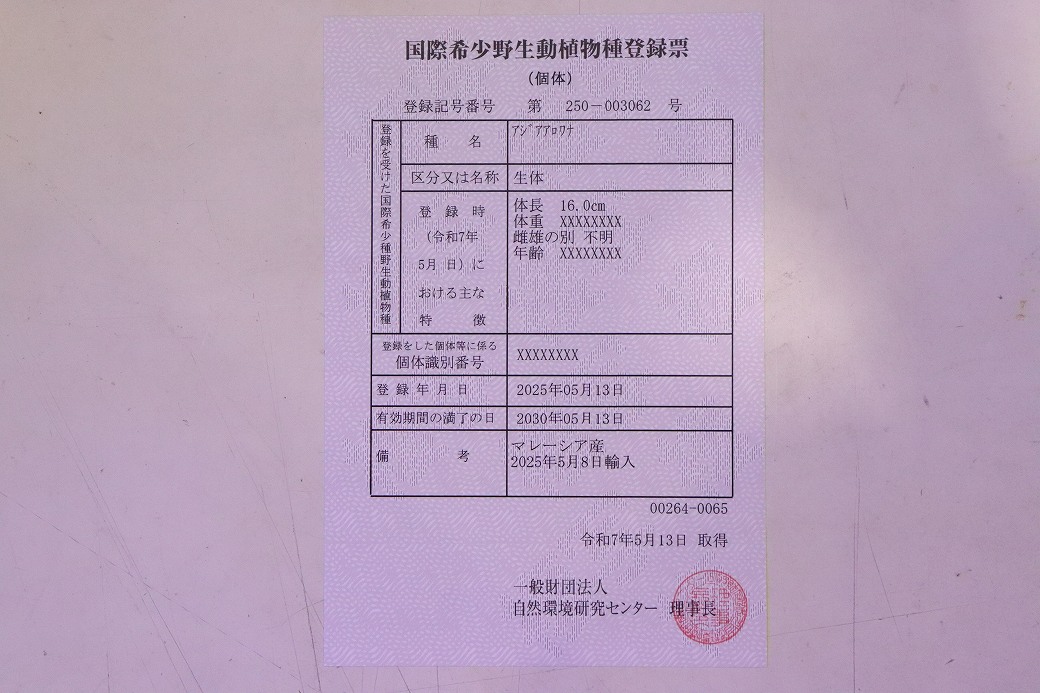 国際希少野生動植物種登録票
（個体）
登録記号番号　第　250－003062　号
登録を受けた国際希少種野生動植物種
種　名
ｱｼﾞｱｱﾛﾜﾅ
区分又は名称
生体
登　録　時
（令和7年
5月 日）に
おける主な
特　　　徴
体長　16.0cm
体重　XXXXXXXX
雌雄の別 不明
年齢　XXXXXXXX
登録をした個体等に係る
個体識別番号
XXXXXXXX
登 録 年 月 日
2025年05月13日
有効期間の満了の日
2030年05月13日
備　　　考
マレーシア産
2025年5月8日輸入
00264-0065
令和7年5月13日 取得
一般財団法人
自然環境研究センター　理事長